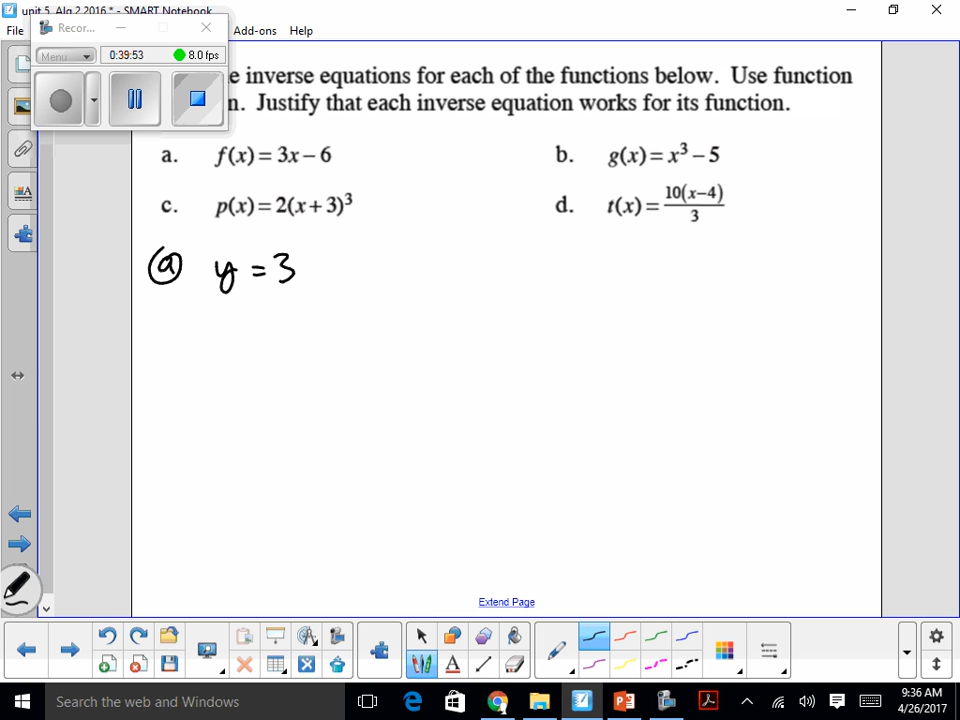 unit 5 Alg 2 2016 * - SMART Notebook
File
Add-ons
Help
Recor...
Menu
0:39:53
8.0 fps
e inverse equations for each of the functions below. Use function
n. Justify that each inverse equation works for its function.
a. f(x) = 3x – 6
b. g(x) = x³ – 5
c. p(x) = 2(x + 3)³
d. t(x) = 10(x–4)/3
ⓐ y = 3
Extend Page
A
Search the web and Windows
9:36 AM
4/26/2017